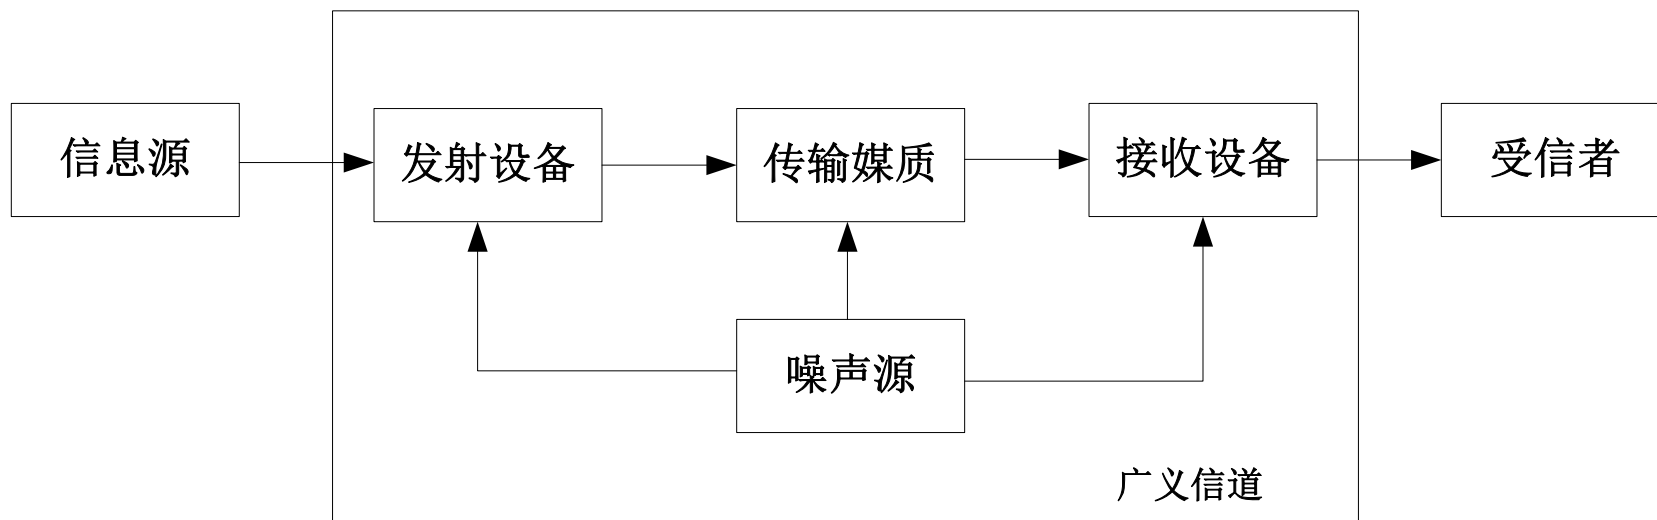 信息源
发射设备
传输媒质
接收设备
受信者
噪声源
广义信道